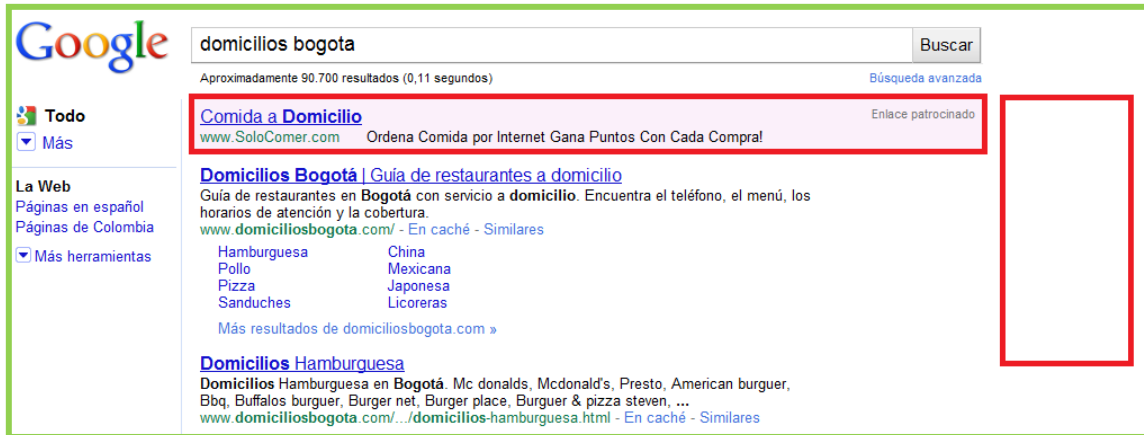 Google
domicilios bogota
Buscar
Aproximadamente 90.700 resultados (0,11 segundos)
Búsqueda avanzada
Todo
Más
La Web
Páginas en español
Páginas de Colombia
Más herramientas
Comida a Domicilio
Enlace patrocinado
www.SoloComer.com Ordena Comida por Internet Gana Puntos Con Cada Compra!
Domicilios Bogotá | Guía de restaurantes a domicilio
Guía de restaurantes en Bogotá con servicio a domicilio. Encuentra el teléfono, el menú, los
horarios de atención y la cobertura.
www.domiciliosbogota.com/ - En caché - Similares
Hamburguesa China
Pollo Mexicana
Pizza Japonesa
Sanduches Licoreras
Más resultados de domiciliosbogota.com »
Domicilios Hamburguesa
Domicilios Hamburguesa en Bogotá. Mc donalds, Mcdonald's, Presto, American burguer,
Bbq, Buffalos burguer, Burger net, Burger place, Burguer & pizza steven, ...
www.domiciliosbogota.com/.../domicilios-hamburguesa.html - En caché - Similares